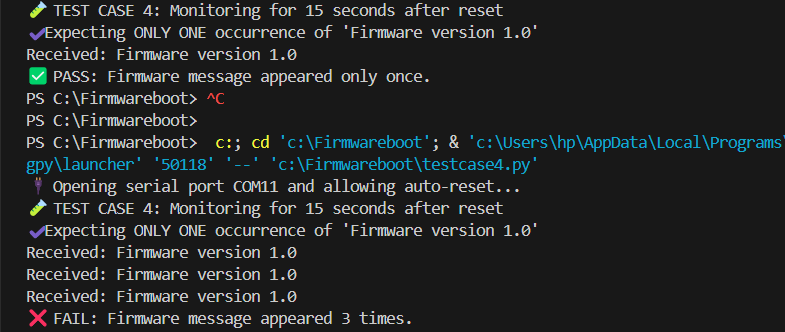 🧪 TEST CASE 4: Monitoring for 15 seconds after reset
✔Expecting ONLY ONE occurrence of 'Firmware version 1.0'
Received: Firmware version 1.0
✅ PASS: Firmware message appeared only once.
PS C:\Firmwareboot> ^C
PS C:\Firmwareboot>
PS C:\Firmwareboot>  c:; cd 'c:\Firmwareboot'; & 'c:\Users\hp\AppData\Local\Programs\
gpy\launcher' '50118' '--' 'c:\Firmwareboot\testcase4.py'
🔌 Opening serial port COM11 and allowing auto-reset...
🧪 TEST CASE 4: Monitoring for 15 seconds after reset
✔Expecting ONLY ONE occurrence of 'Firmware version 1.0'
Received: Firmware version 1.0
Received: Firmware version 1.0
Received: Firmware version 1.0
❌ FAIL: Firmware message appeared 3 times.